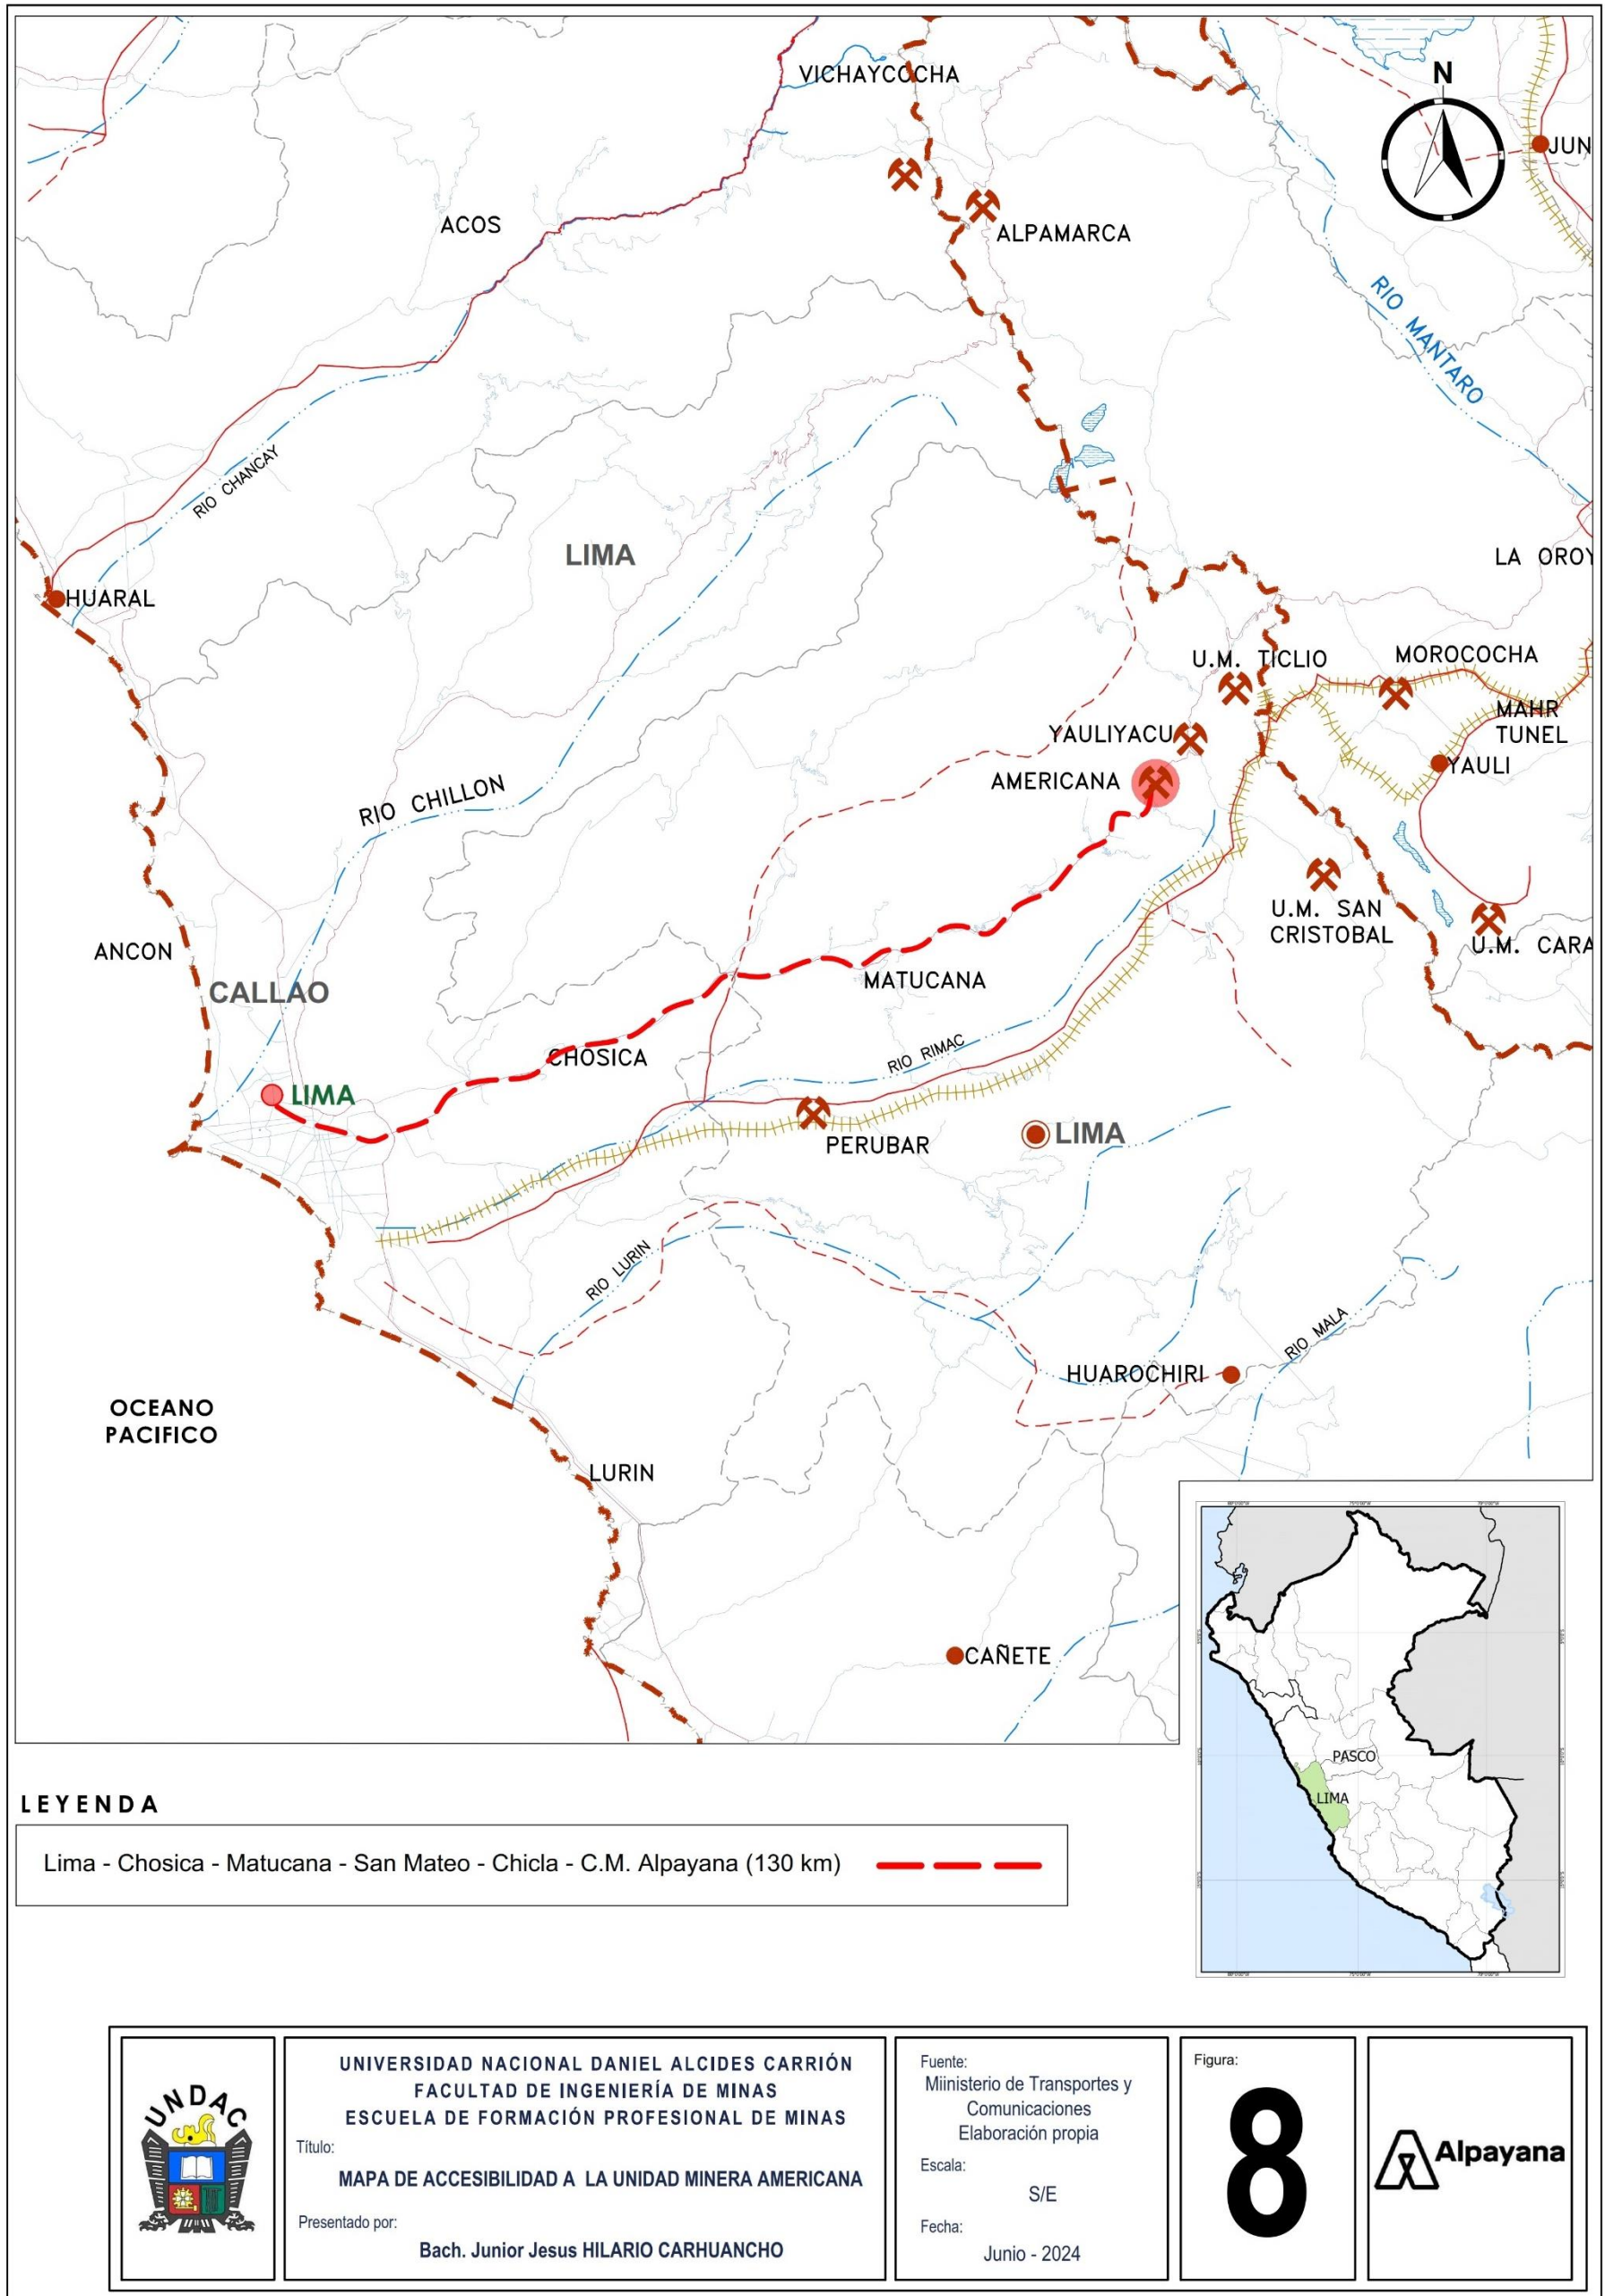 VICHAYCOCHA
N
JUN
ACOS
ALPAMARCA
RIO MANTARO
RIO CHANCAY
LIMA
LA OROY
HUARAL
U.M. TICLIO
MOROCOCHA
MAHR
TUNEL
YAULIYACU
YAULI
AMERICANA
RIO CHILLON
U.M. SAN
CRISTOBAL
U.M. CARA
ANCON
MATUCANA
CALLAO
CHOSICA
RIO RIMAC
LIMA
LIMA
PERUBAR
RIO LURIN
RIO MALA
HUAROCHIRI
OCEANO
PACIFICO
LURIN
CAÑETE
PASCO
LIMA
LEYENDA
Lima - Chosica - Matucana - San Mateo - Chicla - C.M. Alpayana (130 km)
UNDAC
UNIVERSIDAD NACIONAL DANIEL ALCIDES CARRIÓN
FACULTAD DE INGENIERÍA DE MINAS
ESCUELA DE FORMACIÓN PROFESIONAL DE MINAS
Título:
MAPA DE ACCESIBILIDAD A LA UNIDAD MINERA AMERICANA
Presentado por:
Bach. Junior Jesus HILARIO CARHUANCHO
Fuente:
Miinisterio de Transportes y
Comunicaciones
Elaboración propia
Escala:
S/E
Fecha:
Junio - 2024
Figura:
8
Alpayana